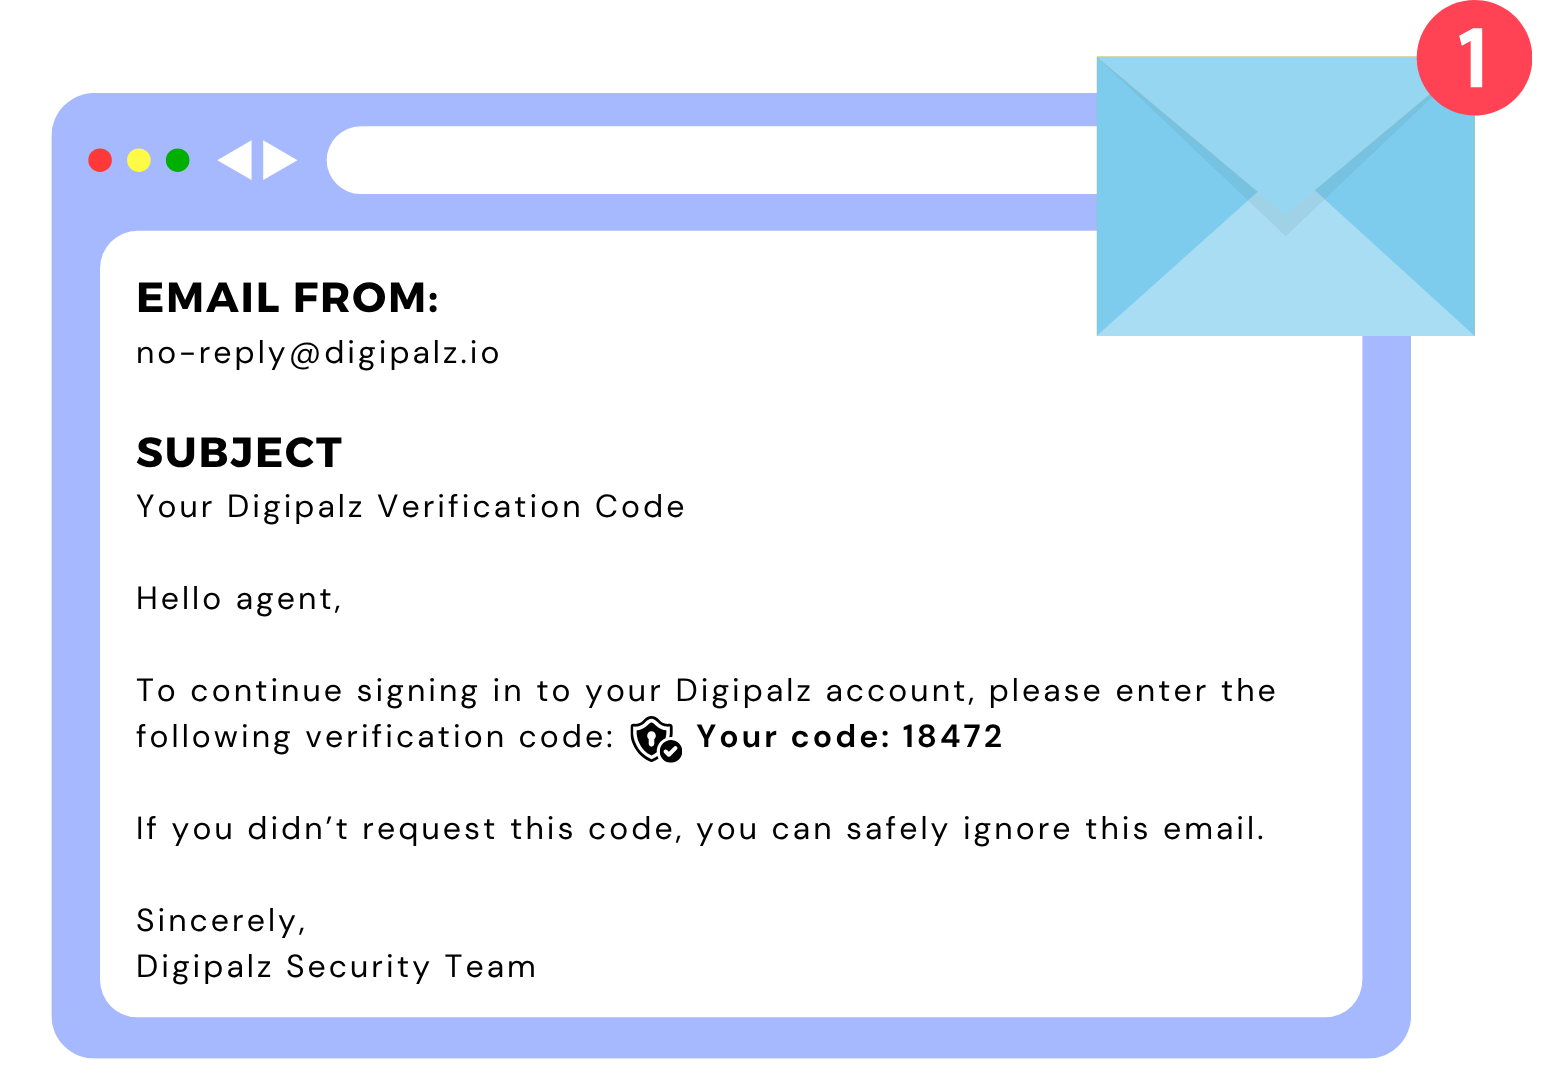 1
EMAIL FROM:
no-reply@digipalz.io
SUBJECT
Your Digipalz Verification Code
Hello agent,
To continue signing in to your Digipalz account, please enter the
following verification code: Your code: 18472
If you didn’t request this code, you can safely ignore this email.
Sincerely,
Digipalz Security Team